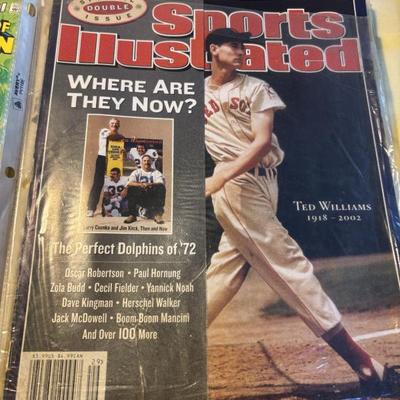 DOUBLE
ISSUE
Sports
Illustrated
WHERE ARE
THEY NOW?
Larry Csonka and Jim Kiick, Then and Now
TED WILLIAMS
1918 – 2002
RED SOX
The Perfect Dolphins of '72
Oscar Robertson • Paul Hornung
Zola Budd • Cecil Fielder • Yannick Noah
Dave Kingman • Herschel Walker
Jack McDowell • Boom Boom Mancini
And Over 100 More
29>